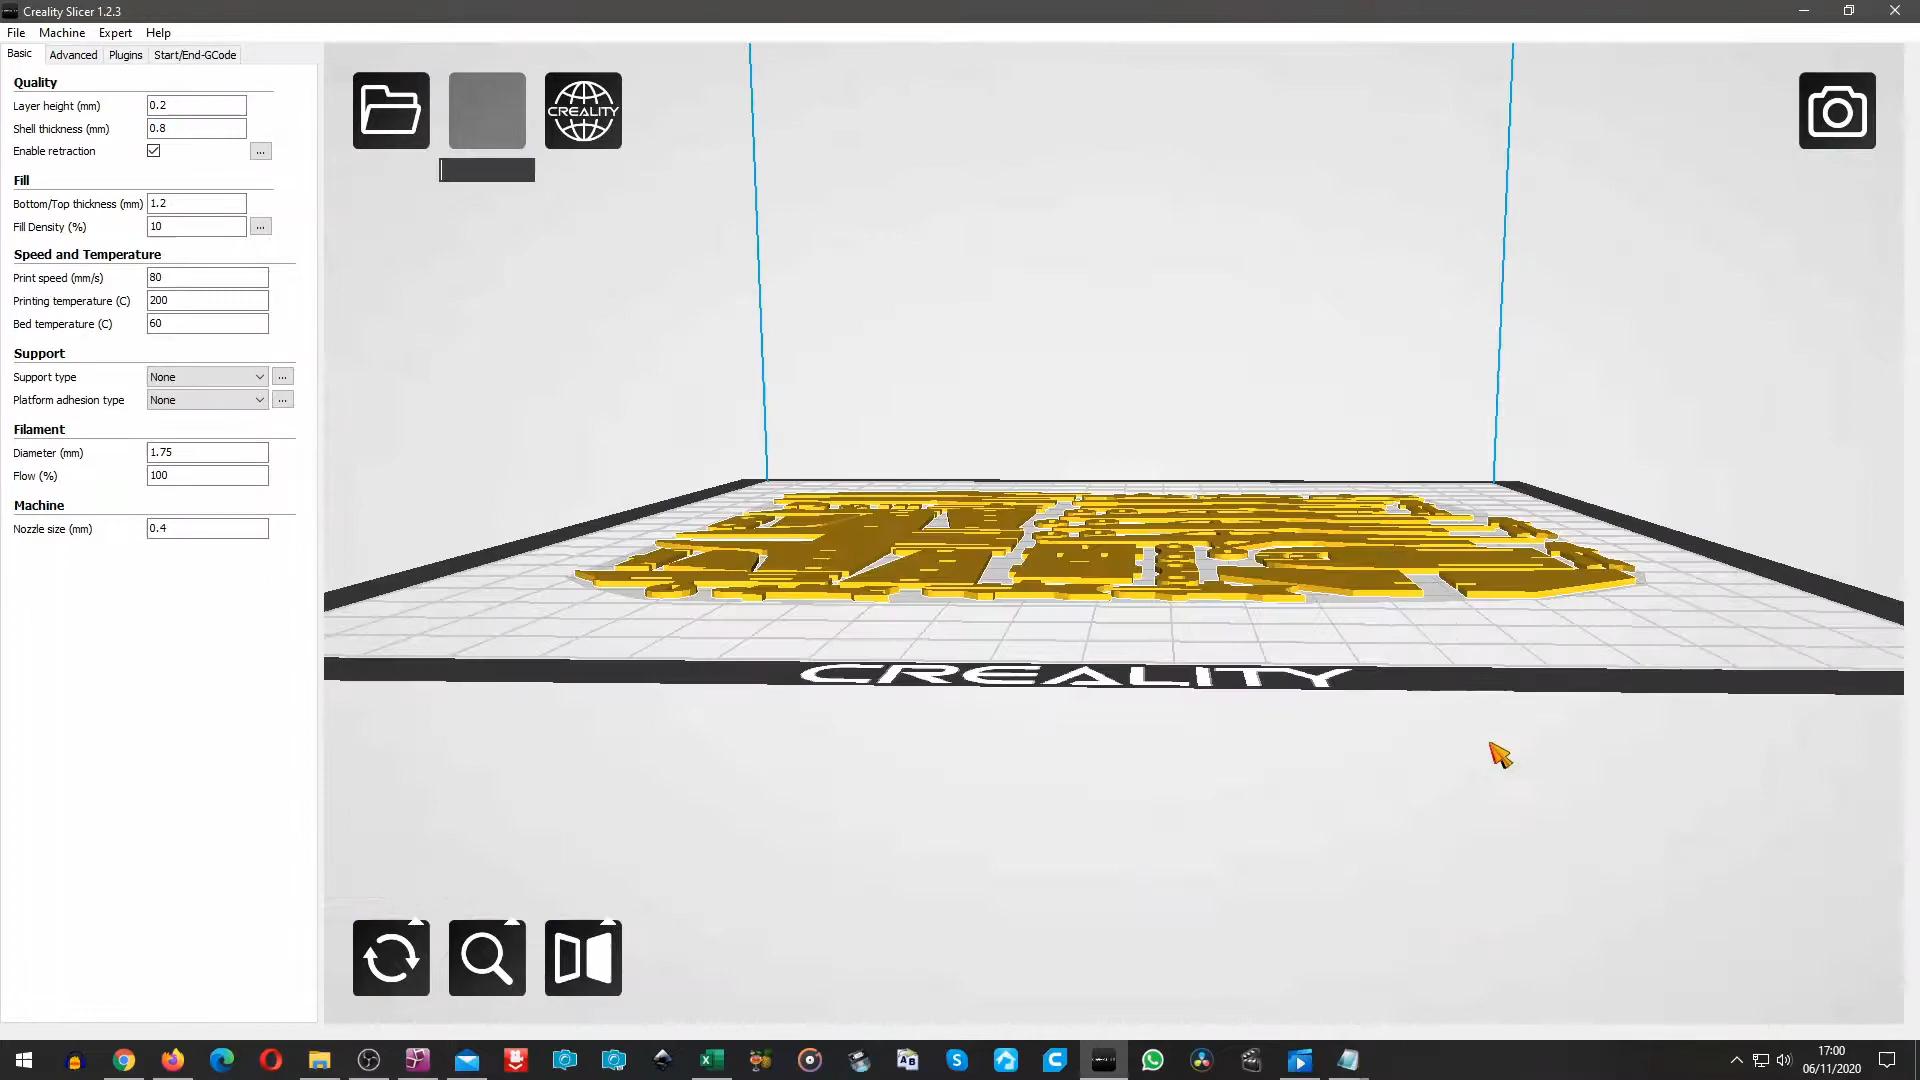 Creality Slicer 1.2.3
File Machine Expert Help
Basic Advanced Plugins Start/End-GCode
Quality
Layer height (mm) 0.2
Shell thickness (mm) 0.8
Enable retraction ...
Fill
Bottom/Top thickness (mm) 1.2
Fill Density (%) 10 ...
Speed and Temperature
Print speed (mm/s) 80
Printing temperature (C) 200
Bed temperature (C) 60
Support
Support type None ...
Platform adhesion type None ...
Filament
Diameter (mm) 1.75
Flow (%) 100
Machine
Nozzle size (mm) 0.4
CREALITY
CREALITY
17:00
06/11/2020